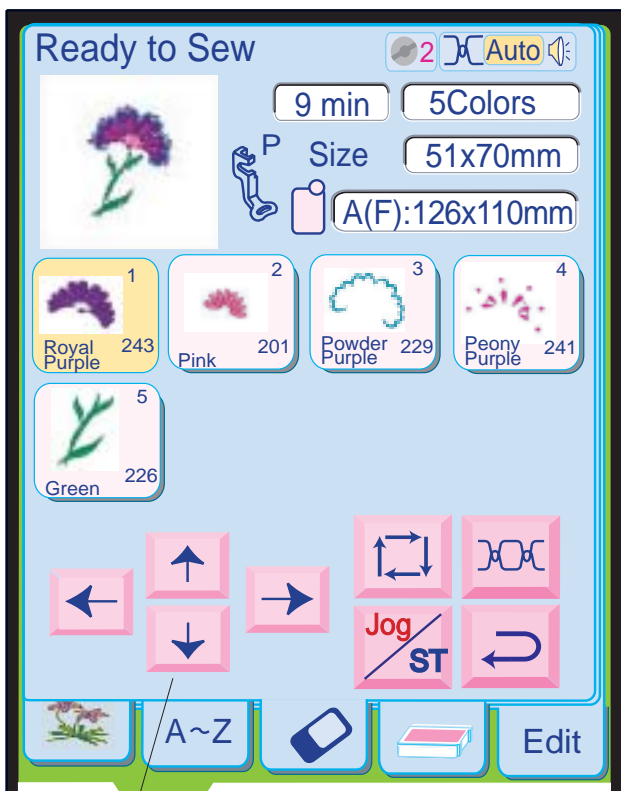 Ready to Sew
2
Auto
9 min
5Colors
P
Size
51x70mm
A(F):126x110mm
1
Royal
Purple
243
2
Pink
201
3
Powder
Purple
229
4
Peony
Purple
241
5
Green
226
Jog
ST
A~Z
Edit